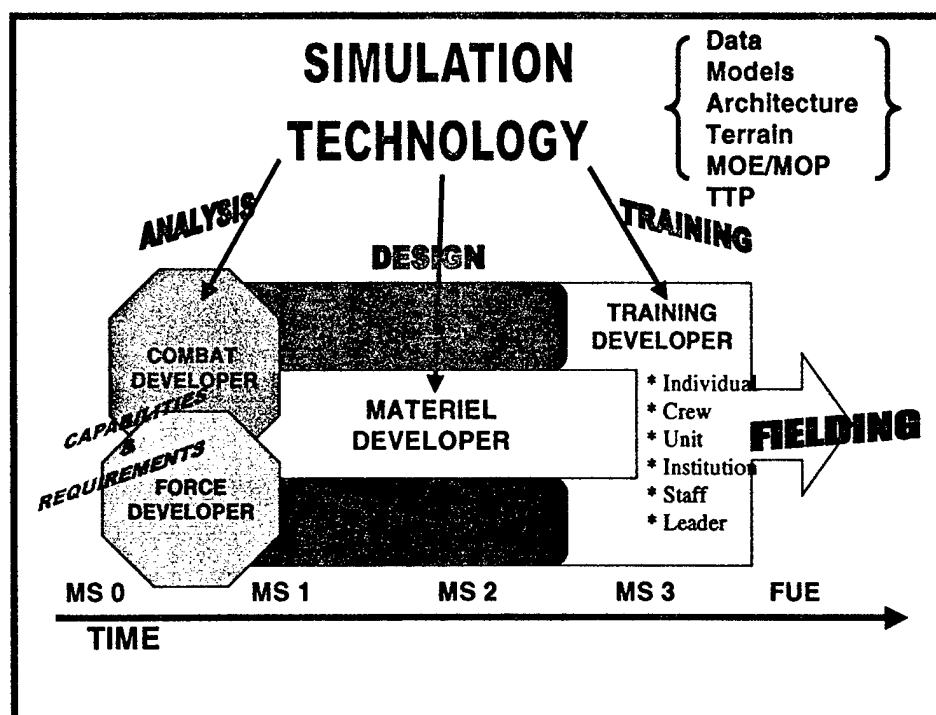 SIMULATION
TECHNOLOGY
Data
Models
Architecture
Terrain
MOE/MOP
TTP
ANALYSIS
DESIGN
TRAINING
COMBAT
DEVELOPER
CAPABILITIES
&
REQUIREMENTS
FORCE
DEVELOPER
MATERIEL
DEVELOPER
TRAINING
DEVELOPER
* Individual
* Crew
* Unit
* Institution
* Staff
* Leader
FIELDING
MS 0 MS 1 MS 2 MS 3 FUE
TIME